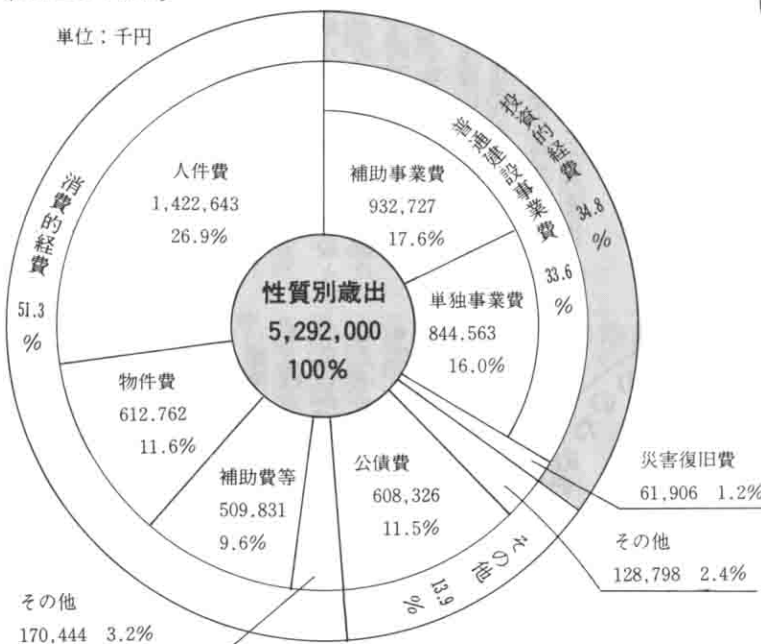 単位：千円
投資的経費
34.8
%
普通建設事業費
33.6
%
補助事業費
932,727
17.6%
単独事業費
844,563
16.0%
災害復旧費
61,906 1.2%
その他
128,798 2.4%
その他
13.9
%
公債費
608,326
11.5%
その他
170,444 3.2%
補助費等
509.831
9.6%
物件費
612.762
11.6%
人件費
1,422,643
26.9%
消費的経費
51.3
%
性質別歳出
5,292,000
100%